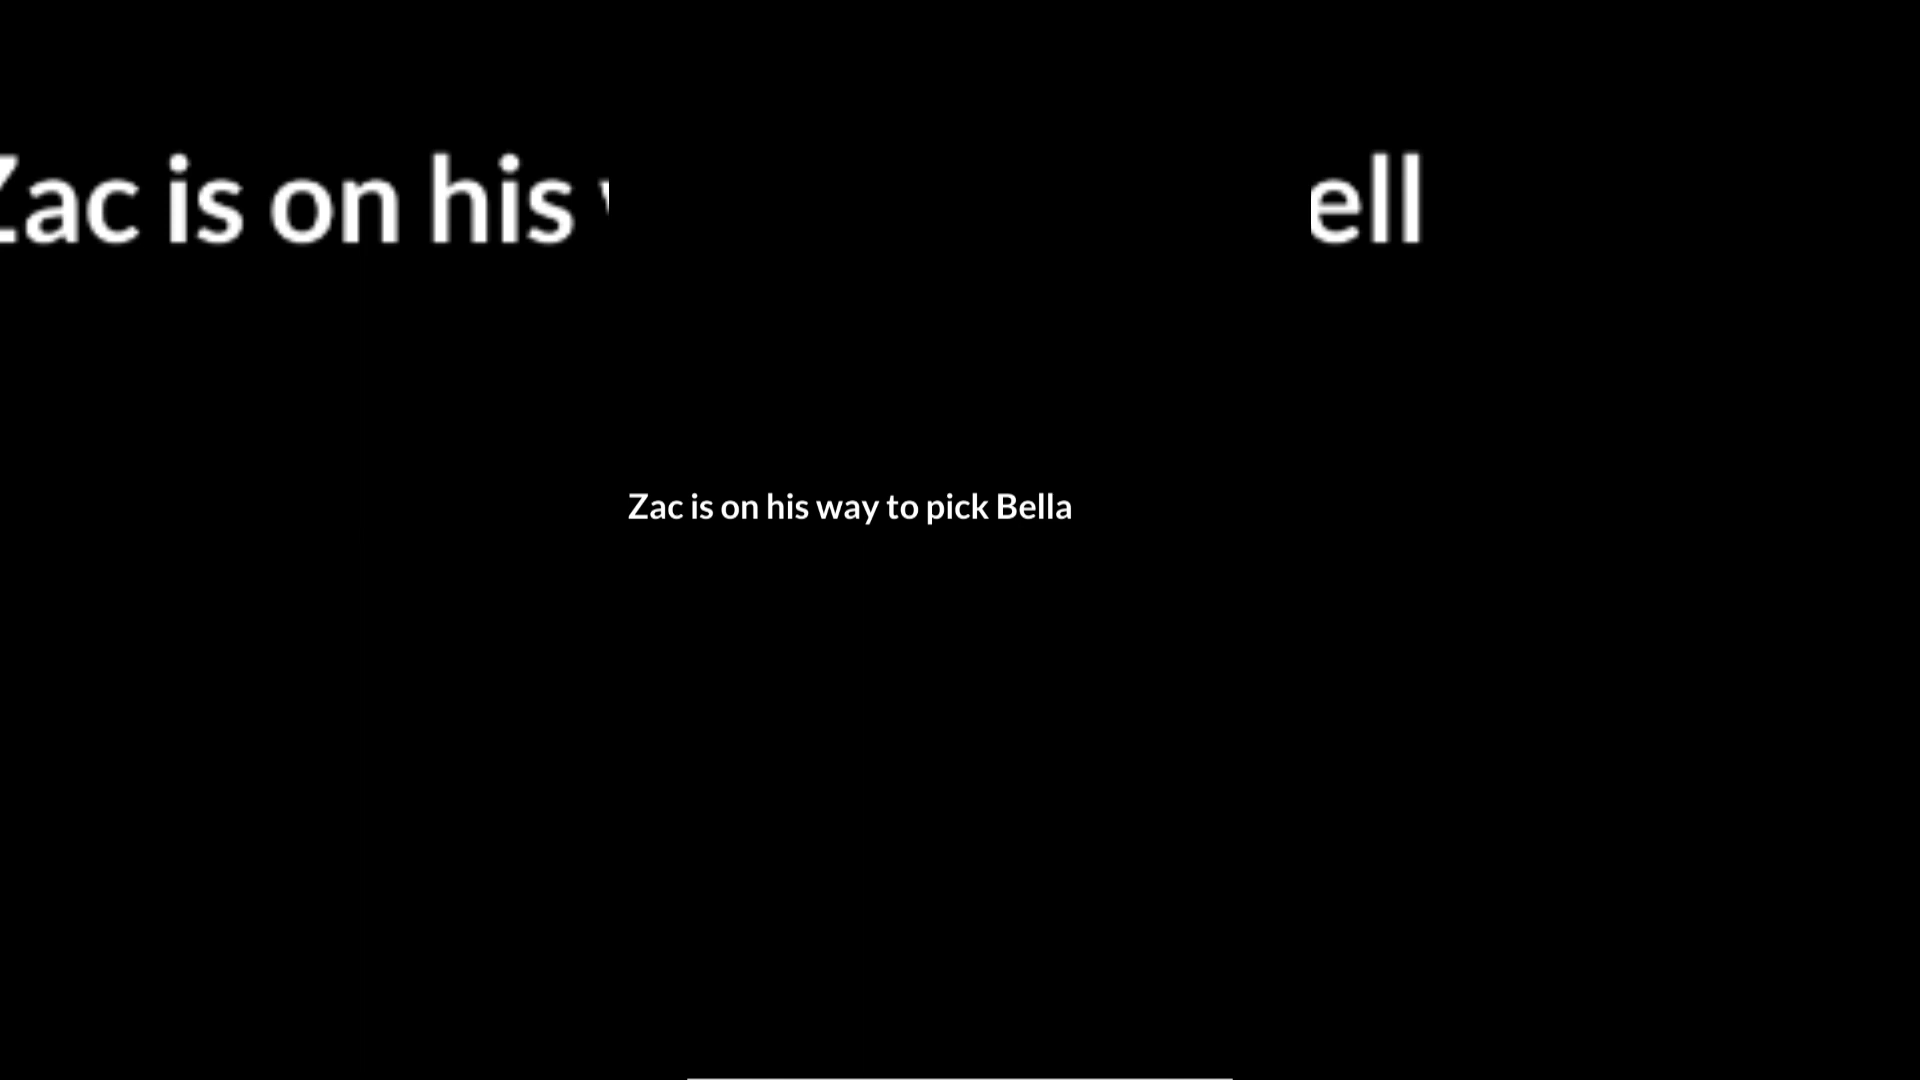 Zac is on his ell
Zac is on his way to pick Bella